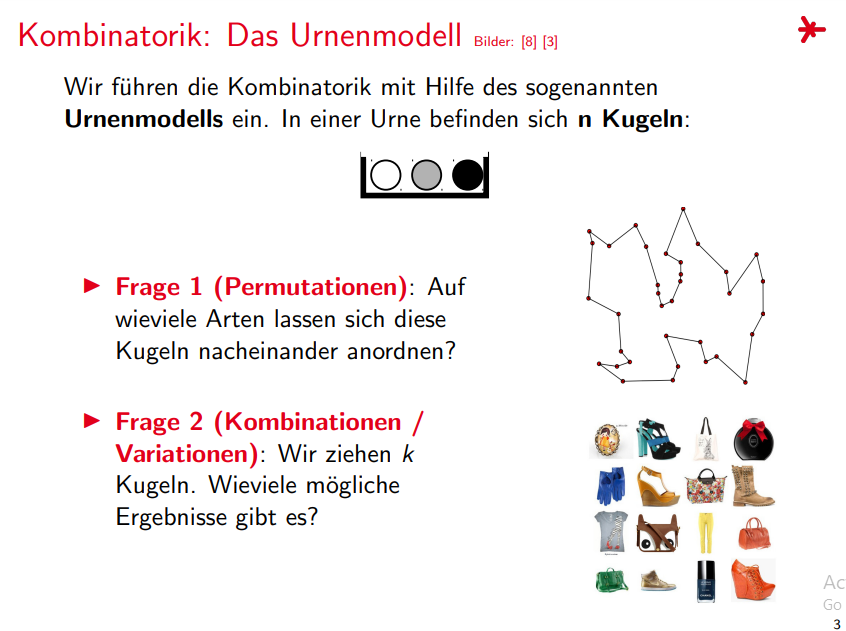 Kombinatorik: Das Urnenmodell Bilder: [8] [3]
Wir führen die Kombinatorik mit Hilfe des sogenannten
Urnenmodells ein. In einer Urne befinden sich n Kugeln:
Frage 1 (Permutationen): Auf
wieviele Arten lassen sich diese
Kugeln nacheinander anordnen?
Frage 2 (Kombinationen /
Variationen): Wir ziehen k
Kugeln. Wieviele mögliche
Ergebnisse gibt es?
Ac
Go
3